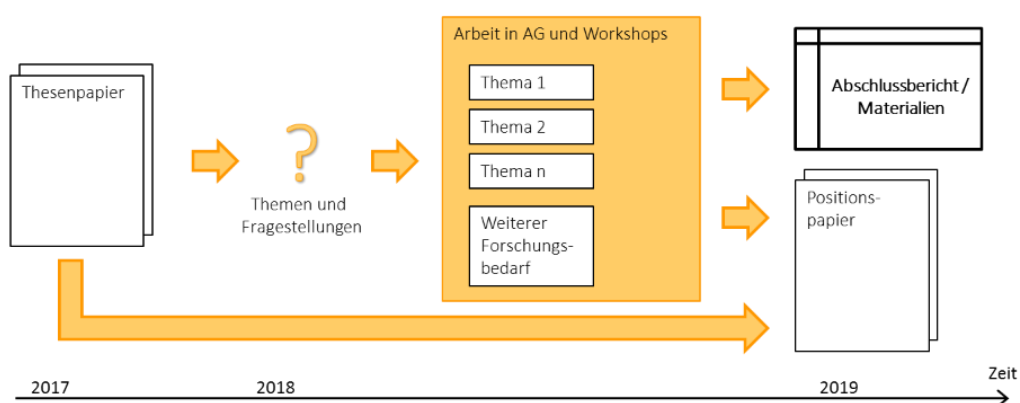 Thesenpapier
?
Themen und
Fragestellungen
Arbeit in AG und Workshops
Thema 1
Thema 2
Thema n
Weiterer
Forschungs-
bedarf
Abschlussbericht /
Materialien
Positions-
papier
2017
2018
2019
Zeit